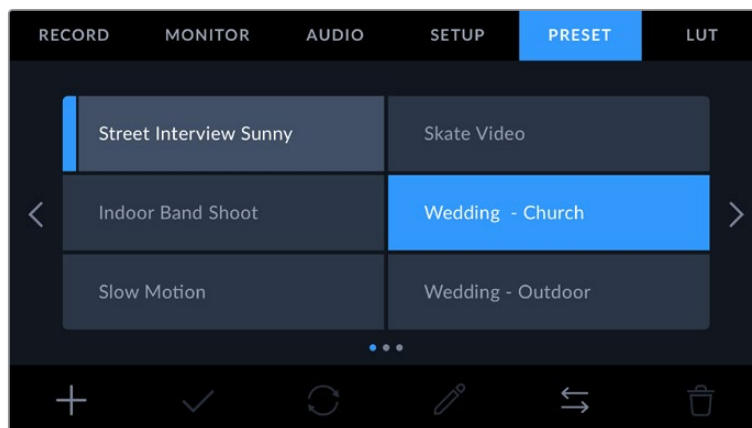 RECORD MONITOR AUDIO SETUP PRESET LUT
Street Interview Sunny Skate Video
Indoor Band Shoot Wedding - Church
Slow Motion Wedding - Outdoor